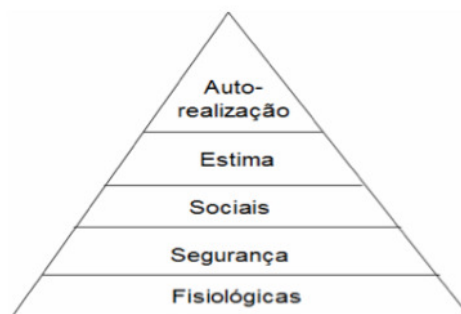 Auto-
realização
Estima
Sociais
Segurança
Fisiológicas